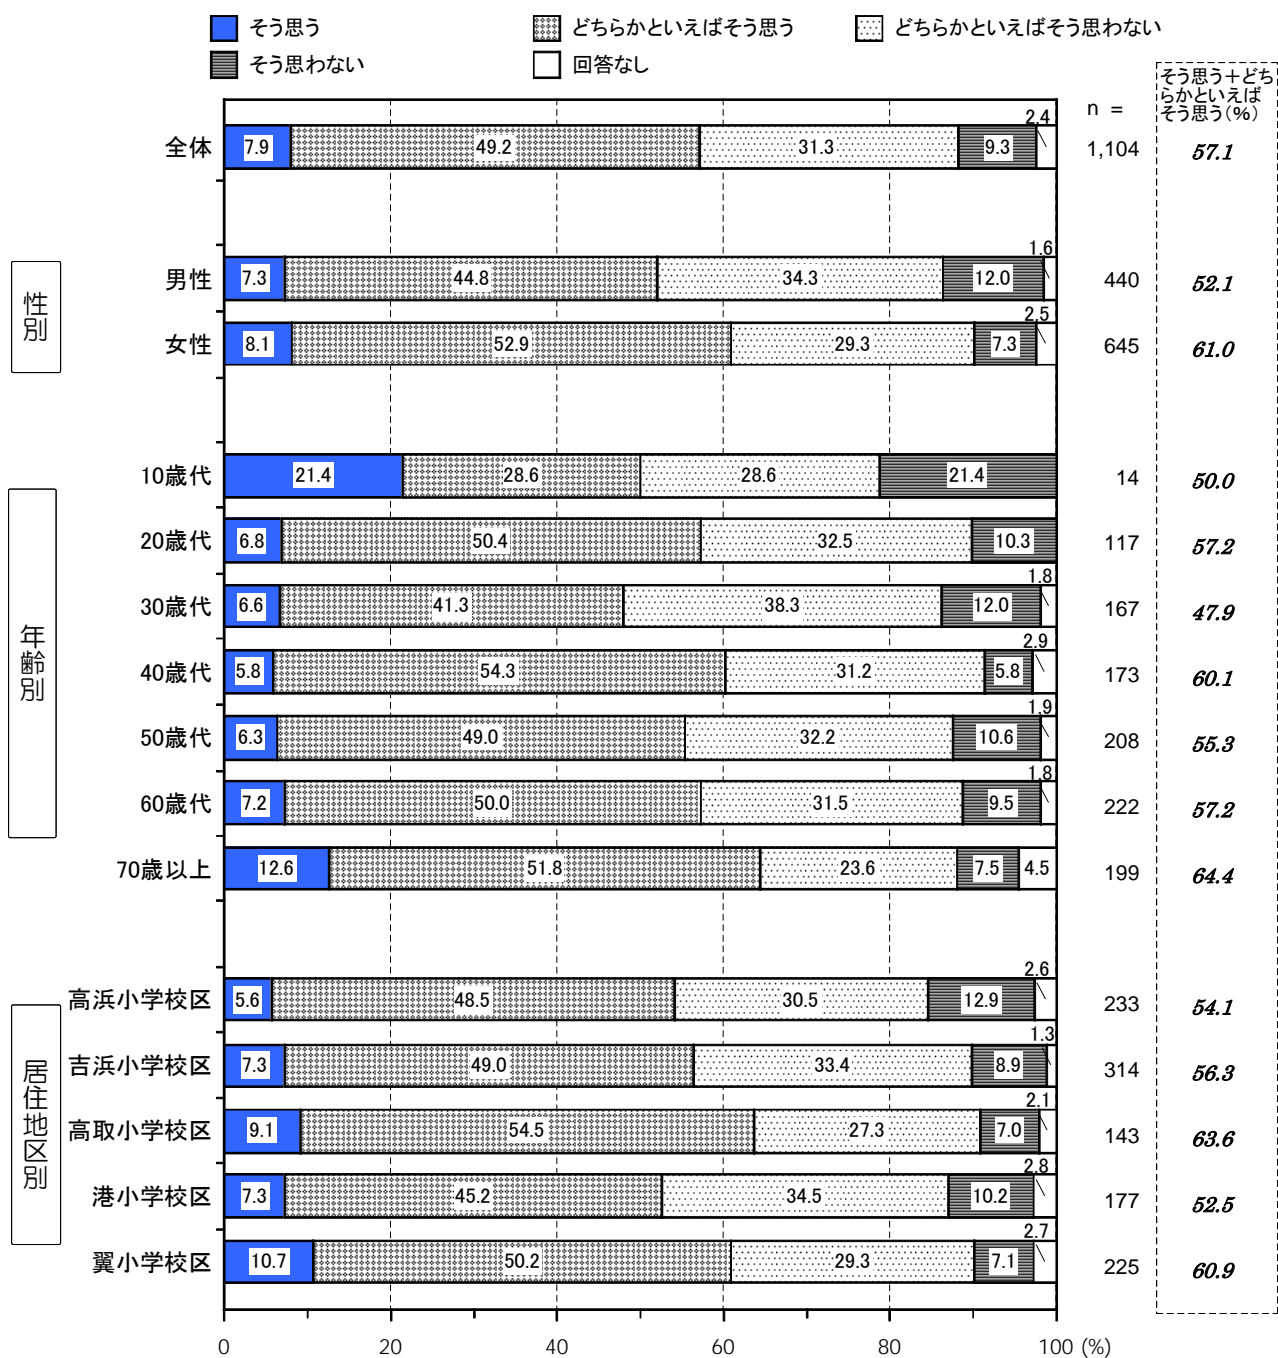 そう思う どちらかといえばそう思う どちらかといえばそう思わない
そう思わない 回答なし
そう思う＋どち
らかといえば
そう思う(%)
n =
2.4
全体 7.9 49.2 31.3 9.3 1,104 57.1
性別
1.6
男性 7.3 44.8 34.3 12.0 440 52.1
2.5
女性 8.1 52.9 29.3 7.3 645 61.0
年齢別
10歳代 21.4 28.6 28.6 21.4 14 50.0
20歳代 6.8 50.4 32.5 10.3 117 57.2
1.8
30歳代 6.6 41.3 38.3 12.0 167 47.9
2.9
40歳代 5.8 54.3 31.2 5.8 173 60.1
1.9
50歳代 6.3 49.0 32.2 10.6 208 55.3
1.8
60歳代 7.2 50.0 31.5 9.5 222 57.2
70歳以上 12.6 51.8 23.6 7.5 4.5 199 64.4
居住地区別
2.6
高浜小学校区 5.6 48.5 30.5 12.9 233 54.1
1.3
吉浜小学校区 7.3 49.0 33.4 8.9 314 56.3
2.1
高取小学校区 9.1 54.5 27.3 7.0 143 63.6
2.8
港小学校区 7.3 45.2 34.5 10.2 177 52.5
2.7
翼小学校区 10.7 50.2 29.3 7.1 225 60.9
0 20 40 60 80 100 (%)